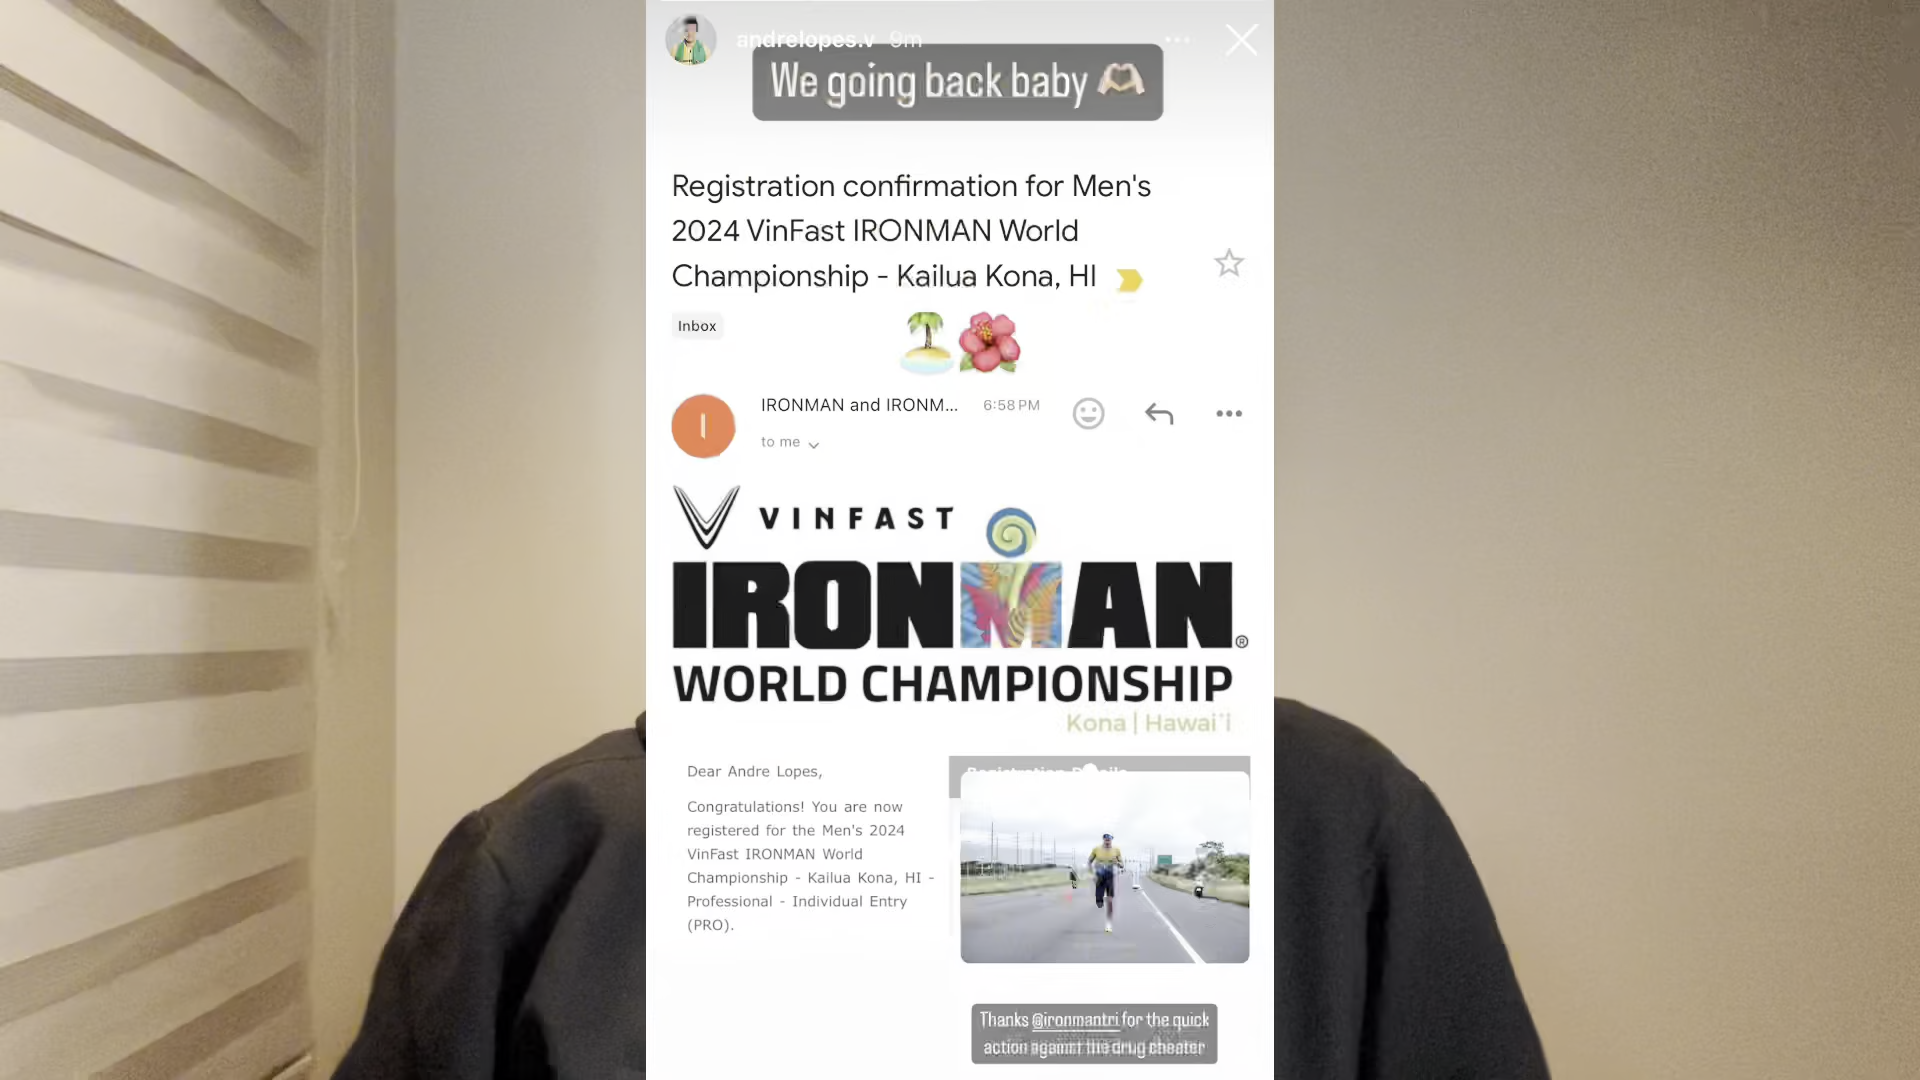 andrelopes.v 9m
We going back baby
Registration confirmation for Men's
2024 VinFast IRONMAN World
Championship - Kailua Kona, HI
Inbox
I
IRONMAN and IRONM... 6:58 PM
to me
VINFAST
IRONMAN®
WORLD CHAMPIONSHIP
Kona | Hawai'i
Dear Andre Lopes,
Congratulations! You are now
registered for the Men's 2024
VinFast IRONMAN World
Championship - Kailua Kona, HI -
Professional - Individual Entry
(PRO).
Registration Details
Thanks @ironmantri for the quick
action against the drug cheater